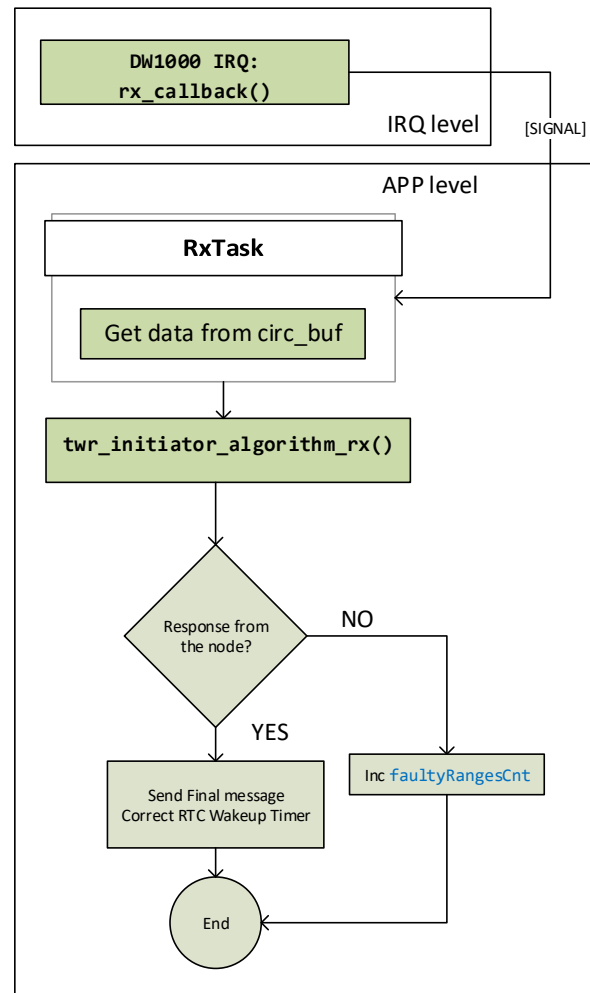 DW1000 IRQ:
rx_callback()
IRQ level
[SIGNAL]
APP level
RxTask
Get data from circ_buf
twr_initiator_algorithm_rx()
Response from
the node?
NO
YES
Send Final message
Correct RTC Wakeup Timer
Inc faultyRangesCnt
End